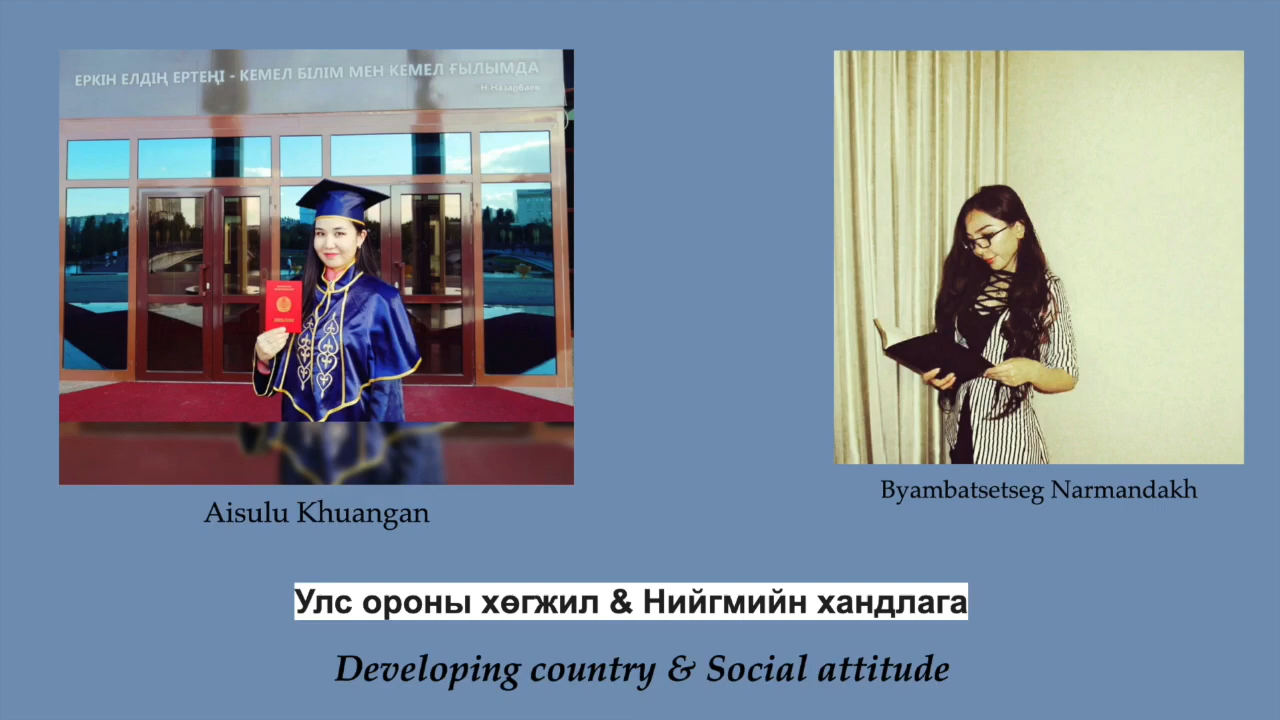 ЕРКІН ЕЛДІҢ ЕРТЕҢІ - КЕМЕЛ БІЛІМ МЕН КЕМЕЛ ҒЫЛЫМДА
Н.Назарбаев
Aisulu Khuangan
Byambatsetseg Narmandakh
Улс ороны хөгжил & Нийгмийн хандлага
Developing country & Social attitude